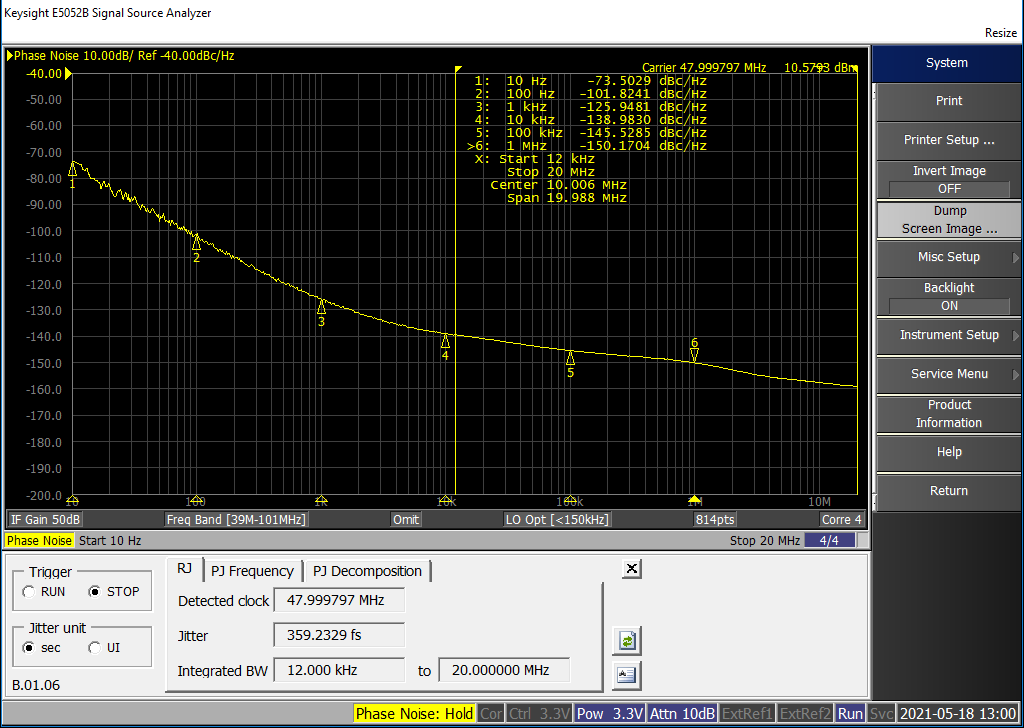 Keysight E5052B Signal Source Analyzer
Resize
Phase Noise 10.00dB/ Ref -40.00dBc/Hz
Carrier 47.999797 MHz 10.5793 dBm
1: 10 Hz -73.5029 dBc/Hz
2: 100 Hz -101.8241 dBc/Hz
3: 1 kHz -125.9481 dBc/Hz
4: 10 kHz -138.9830 dBc/Hz
5: 100 kHz -145.5285 dBc/Hz
>6: 1 MHz -150.1704 dBc/Hz
X: Start 12 kHz
Stop 20 MHz
Center 10.006 MHz
Span 19.988 MHz
-40.00
-50.00
-60.00
-70.00
-80.00
-90.00
-100.0
-110.0
-120.0
-130.0
-140.0
-150.0
-160.0
-170.0
-180.0
-190.0
-200.0
1
2
3
4
5
6
10 100 1k 10k 100k 1M 10M
IF Gain 50dB Freq Band [39M-101MHz] Omit LO Opt [<150kHz] 814pts Corre 4
Phase Noise Start 10 Hz Stop 20 MHz 4/4
Trigger
RUN STOP
Jitter unit
sec UI
B.01.06
RJ PJ Frequency PJ Decomposition
Detected clock 47.999797 MHz
Jitter 359.2329 fs
Integrated BW 12.000 kHz to 20.000000 MHz
System
Print
Printer Setup ...
Invert Image
OFF
Dump
Screen Image ...
Misc Setup
Backlight
ON
Instrument Setup
Service Menu
Product
Information
Help
Return
Phase Noise: Hold Cor Ctrl 3.3V Pow 3.3V Attn 10dB ExtRef1 ExtRef2 Run Svc 2021-05-18 13:00